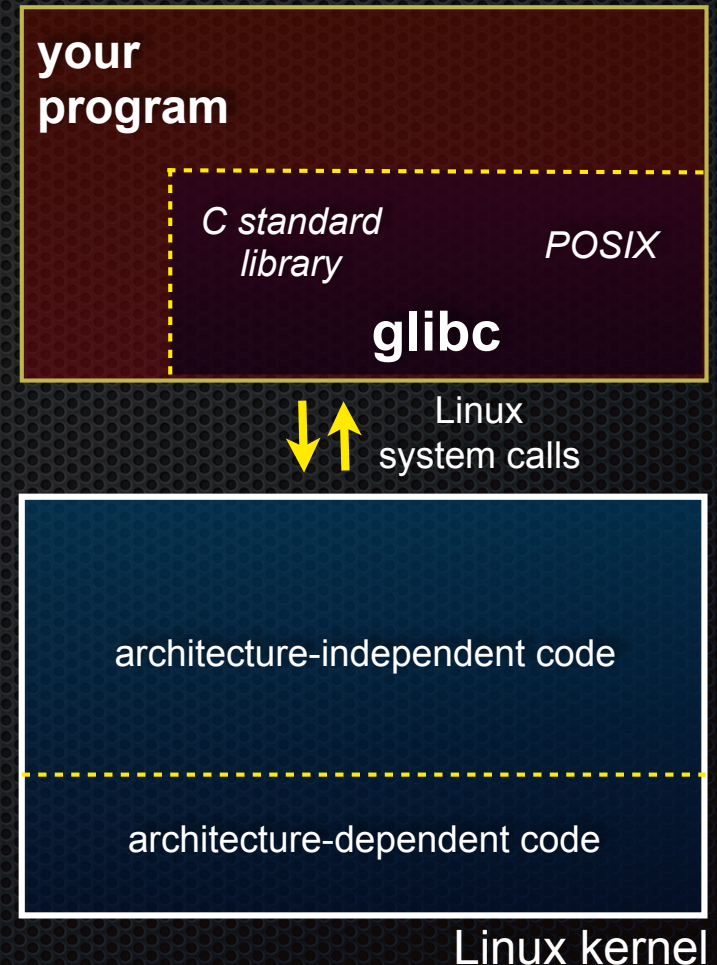 your
program
C standard
library
POSIX
glibc
Linux
system calls
architecture-independent code
architecture-dependent code
Linux kernel